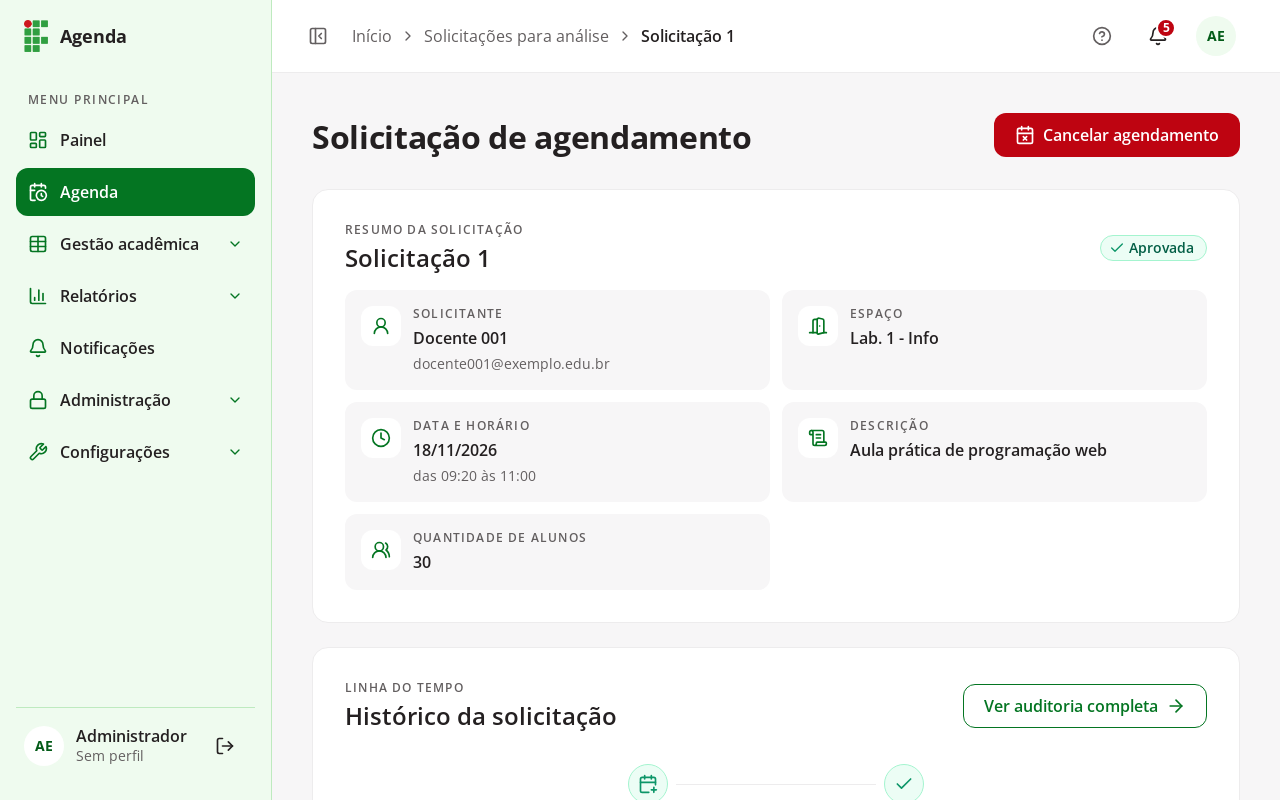 Agenda
MENU PRINCIPAL
Painel
Agenda
Gestão acadêmica
Relatórios
Notificações
Administração
Configurações
AE
Administrador
Sem perfil
Início
Solicitações para análise
Solicitação 1
5
AE
Solicitação de agendamento
Cancelar agendamento
RESUMO DA SOLICITAÇÃO
Solicitação 1
Aprovada
SOLICITANTE
Docente 001
docente001@exemplo.edu.br
ESPAÇO
Lab. 1 - Info
DATA E HORÁRIO
18/11/2026
das 09:20 às 11:00
DESCRIÇÃO
Aula prática de programação web
QUANTIDADE DE ALUNOS
30
LINHA DO TEMPO
Histórico da solicitação
Ver auditoria completa